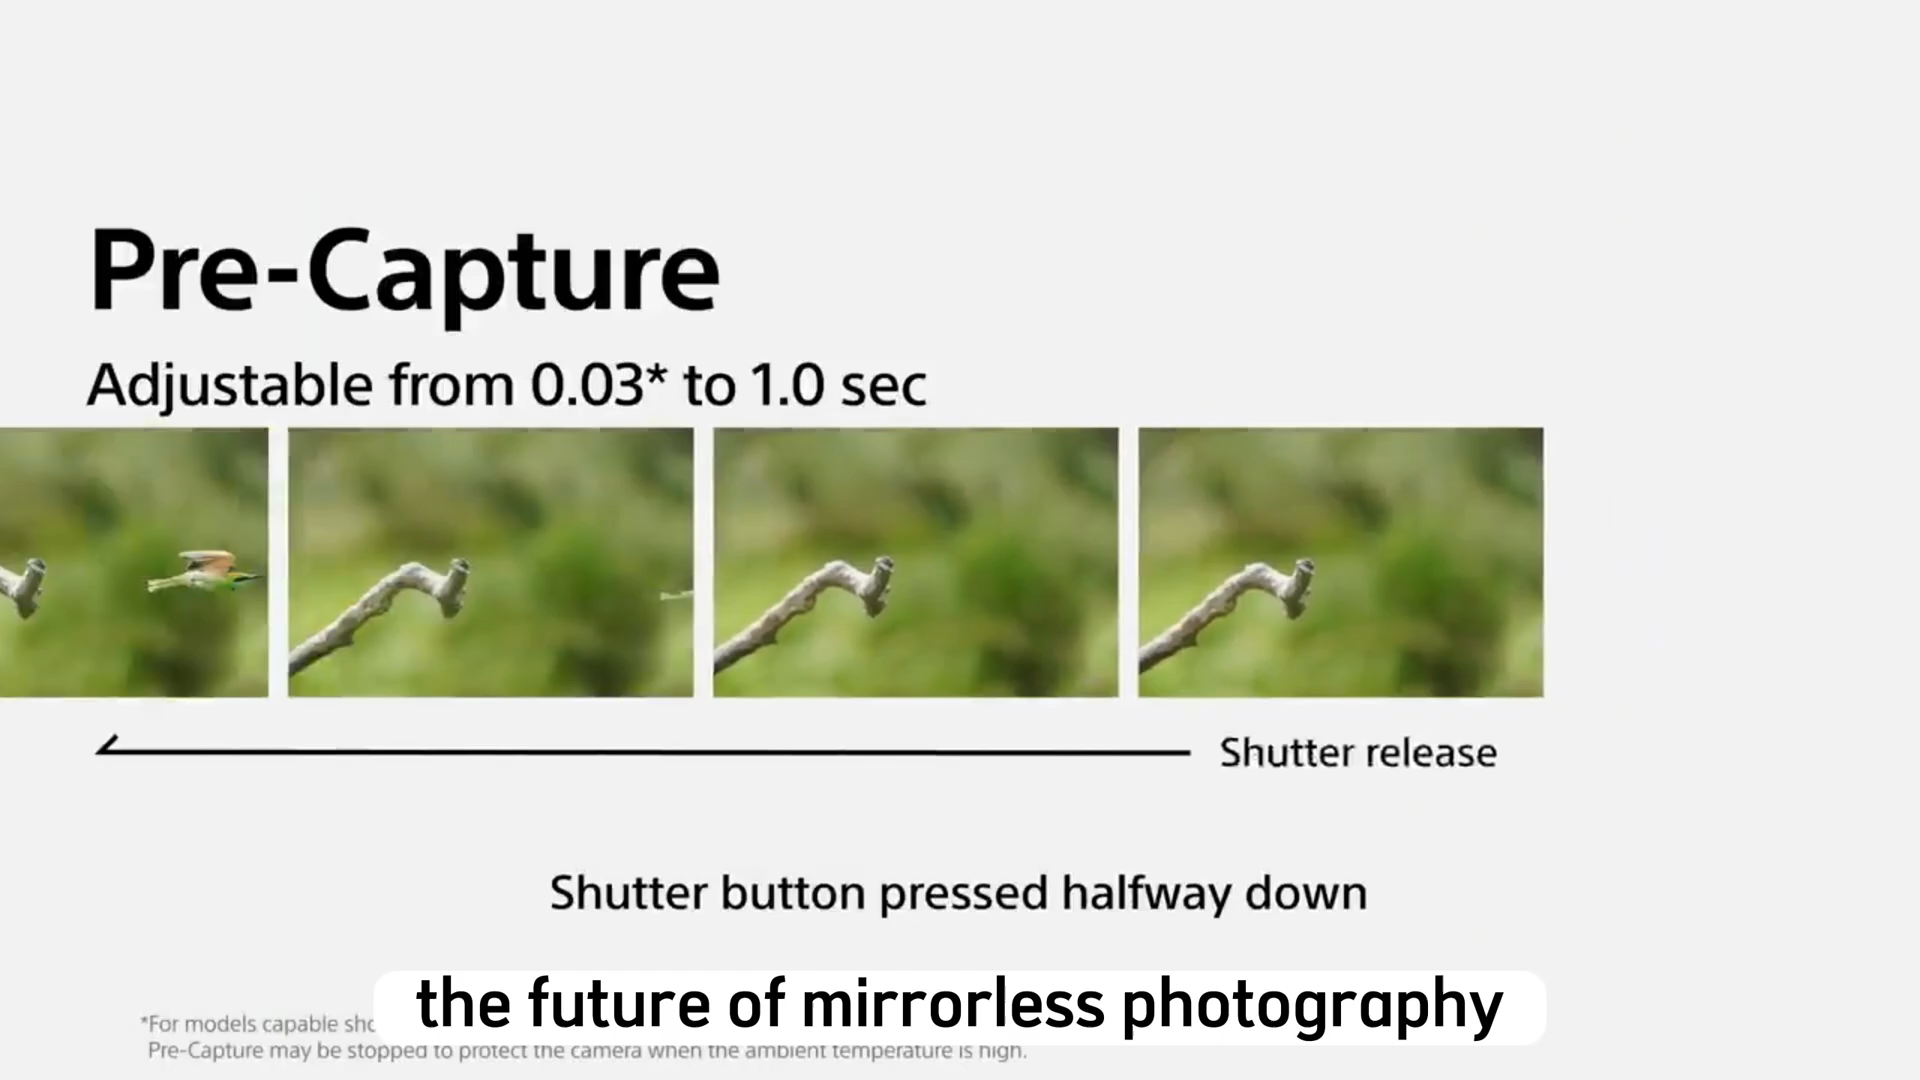 Pre-Capture
Adjustable from 0.03* to 1.0 sec
Shutter release
Shutter button pressed halfway down
the future of mirrorless photography
*For models capable
Pre-Capture may be stopped to protect the camera when the ambient temperature is high.